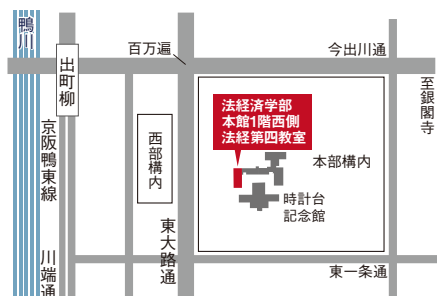 鴨川
出町柳
百万遍
今出川通
至銀閣寺
法経済学部
本館1階西側
法経第四教室
西部構内
本部構内
京阪鴨東線
時計台
記念館
東大路通
川端通
東一条通